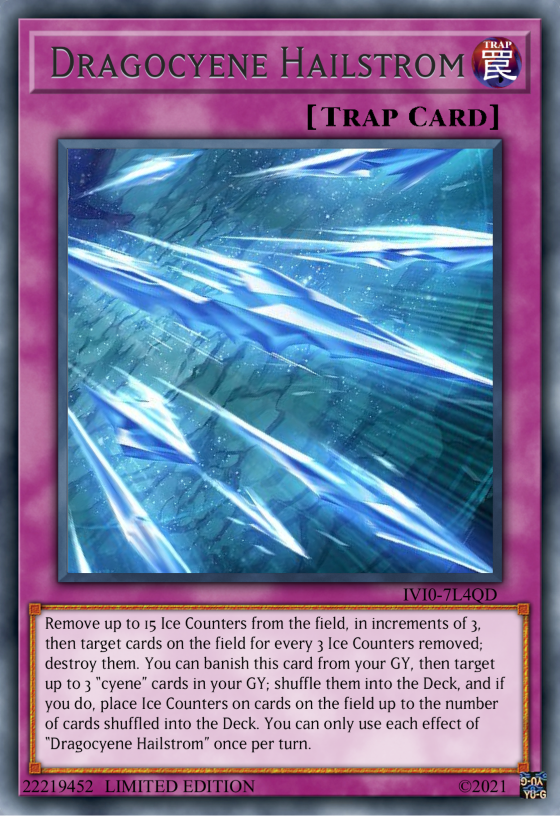 Dragocyene Hailstrom
TRAP
罠
[Trap Card]
IVI0-7L4QD
Remove up to 15 Ice Counters from the field, in increments of 3,
then target cards on the field for every 3 Ice Counters removed;
destroy them. You can banish this card from your GY, then target
up to 3 "cyene" cards in your GY; shuffle them into the Deck, and if
you do, place Ice Counters on cards on the field up to the number
of cards shuffled into the Deck. You can only use each effect of
"Dragocyene Hailstrom" once per turn.
22219452 LIMITED EDITION
©2021
YU-G
YU-G